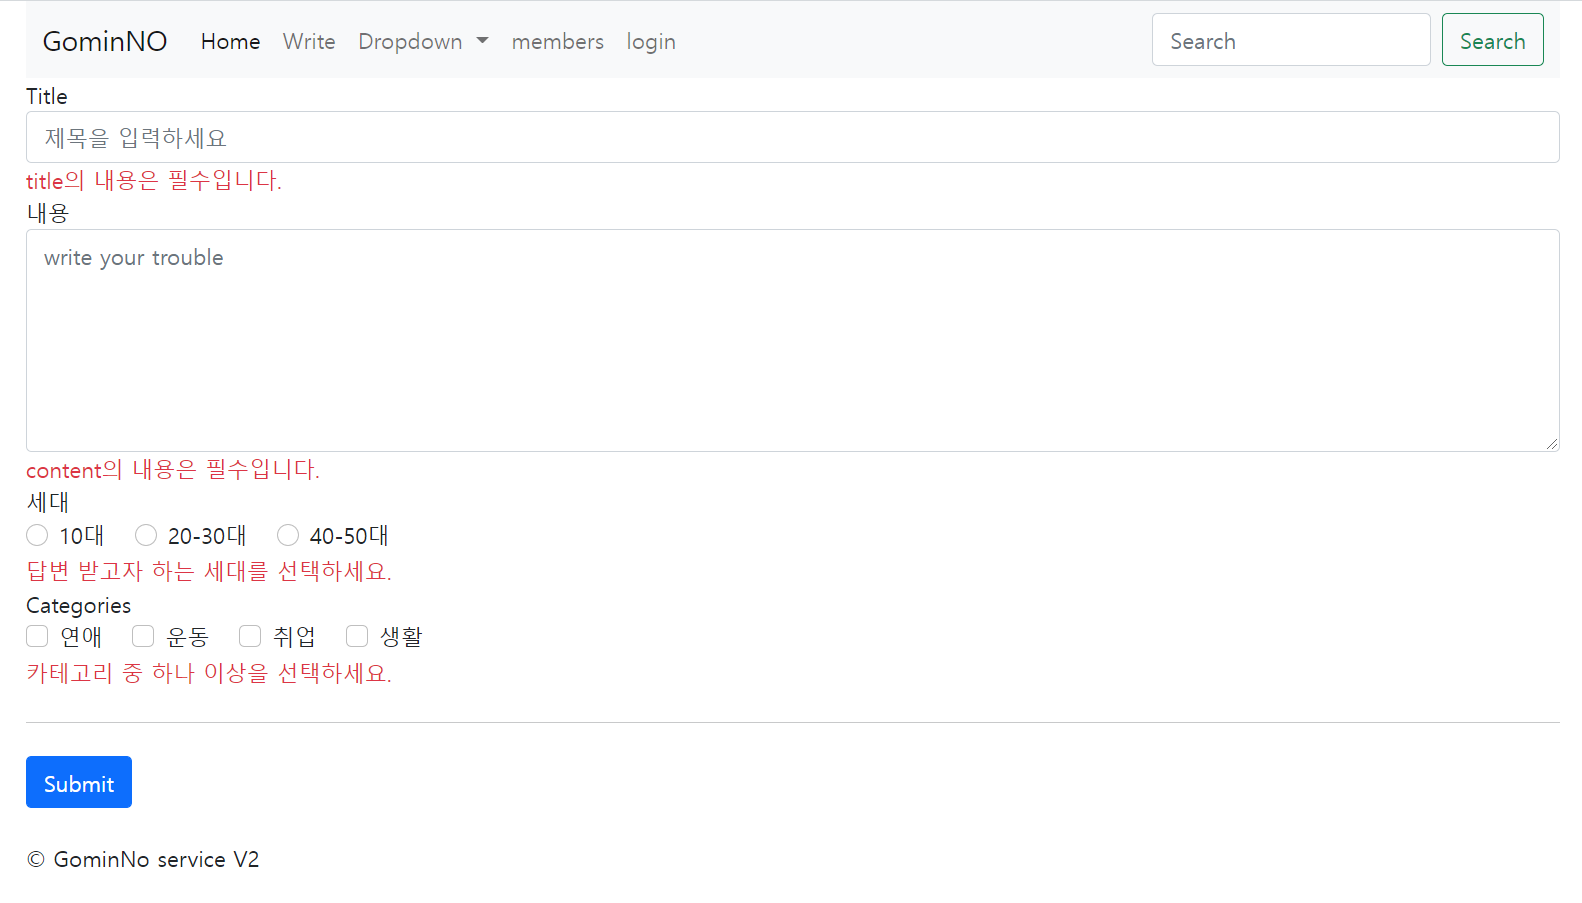 GominNO Home Write Dropdown members login Search Search
Title
제목을 입력하세요
title의 내용은 필수입니다.
내용
write your trouble
content의 내용은 필수입니다.
세대
10대 20-30대 40-50대
답변 받고자 하는 세대를 선택하세요.
Categories
연애 운동 취업 생활
카테고리 중 하나 이상을 선택하세요.
Submit
© GominNo service V2